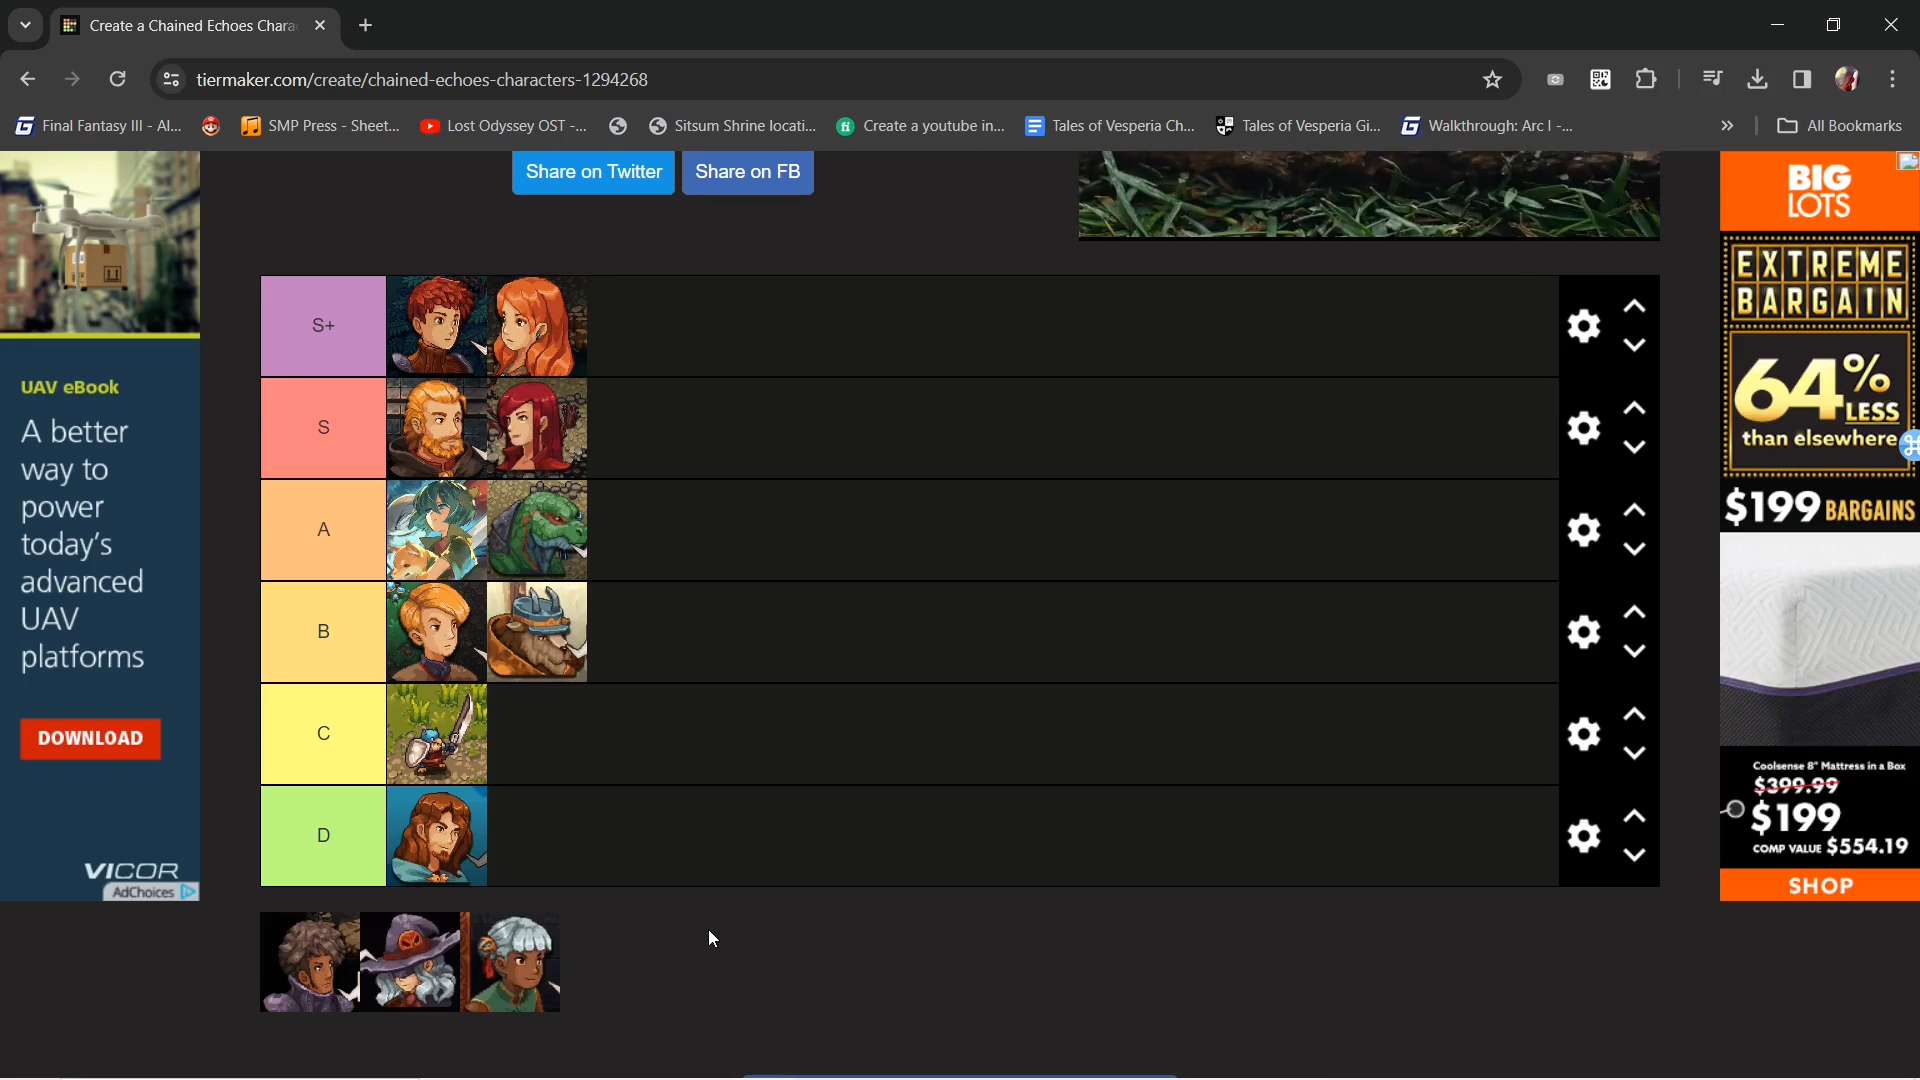 Create a Chained Echoes Chara
tiermaker.com/create/chained-echoes-characters-1294268
Final Fantasy III - Al...
SMP Press - Sheet...
Lost Odyssey OST -...
Sitsum Shrine locati...
Create a youtube in...
Tales of Vesperia Ch...
Tales of Vesperia Gi...
Walkthrough: Arc I -...
All Bookmarks
Share on Twitter
Share on FB
S+
S
A
B
C
D
UAV eBook
A better
way to
power
today's
advanced
UAV
platforms
DOWNLOAD
VICOR
AdChoices
BIG
LOTS
EXTREME
BARGAIN
64%
LESS
than elsewhere
$199 BARGAINS
Coolsense 8" Mattress in a Box
$399.99
$199
COMP VALUE $554.19
SHOP